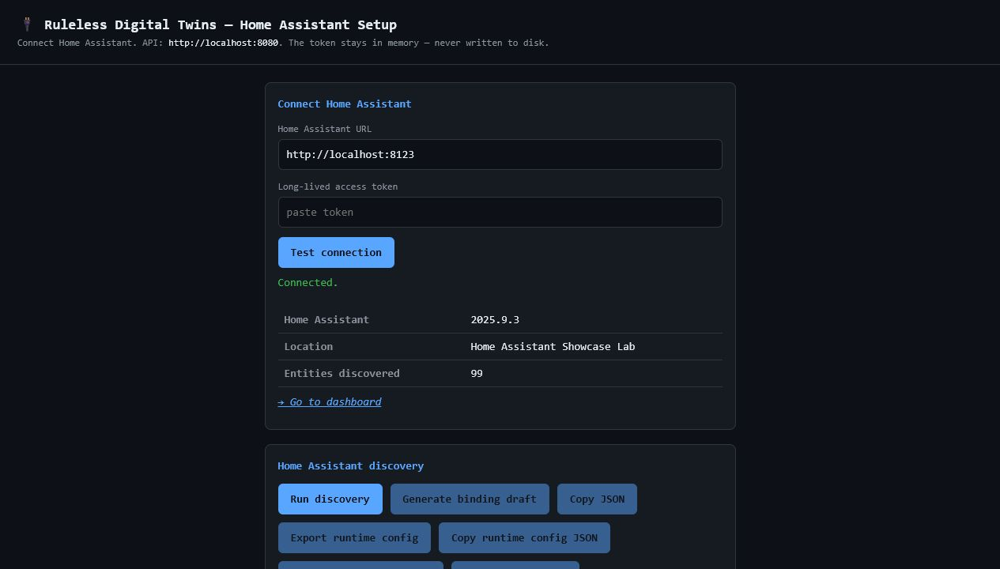 Ruleless Digital Twins — Home Assistant Setup
Connect Home Assistant. API: http://localhost:8080. The token stays in memory — never written to disk.
Connect Home Assistant
Home Assistant URL
http://localhost:8123
Long-lived access token
paste token
Test connection
Connected.
Home Assistant 2025.9.3
Location Home Assistant Showcase Lab
Entities discovered 99
→ Go to dashboard
Home Assistant discovery
Run discovery Generate binding draft Copy JSON
Export runtime config Copy runtime config JSON